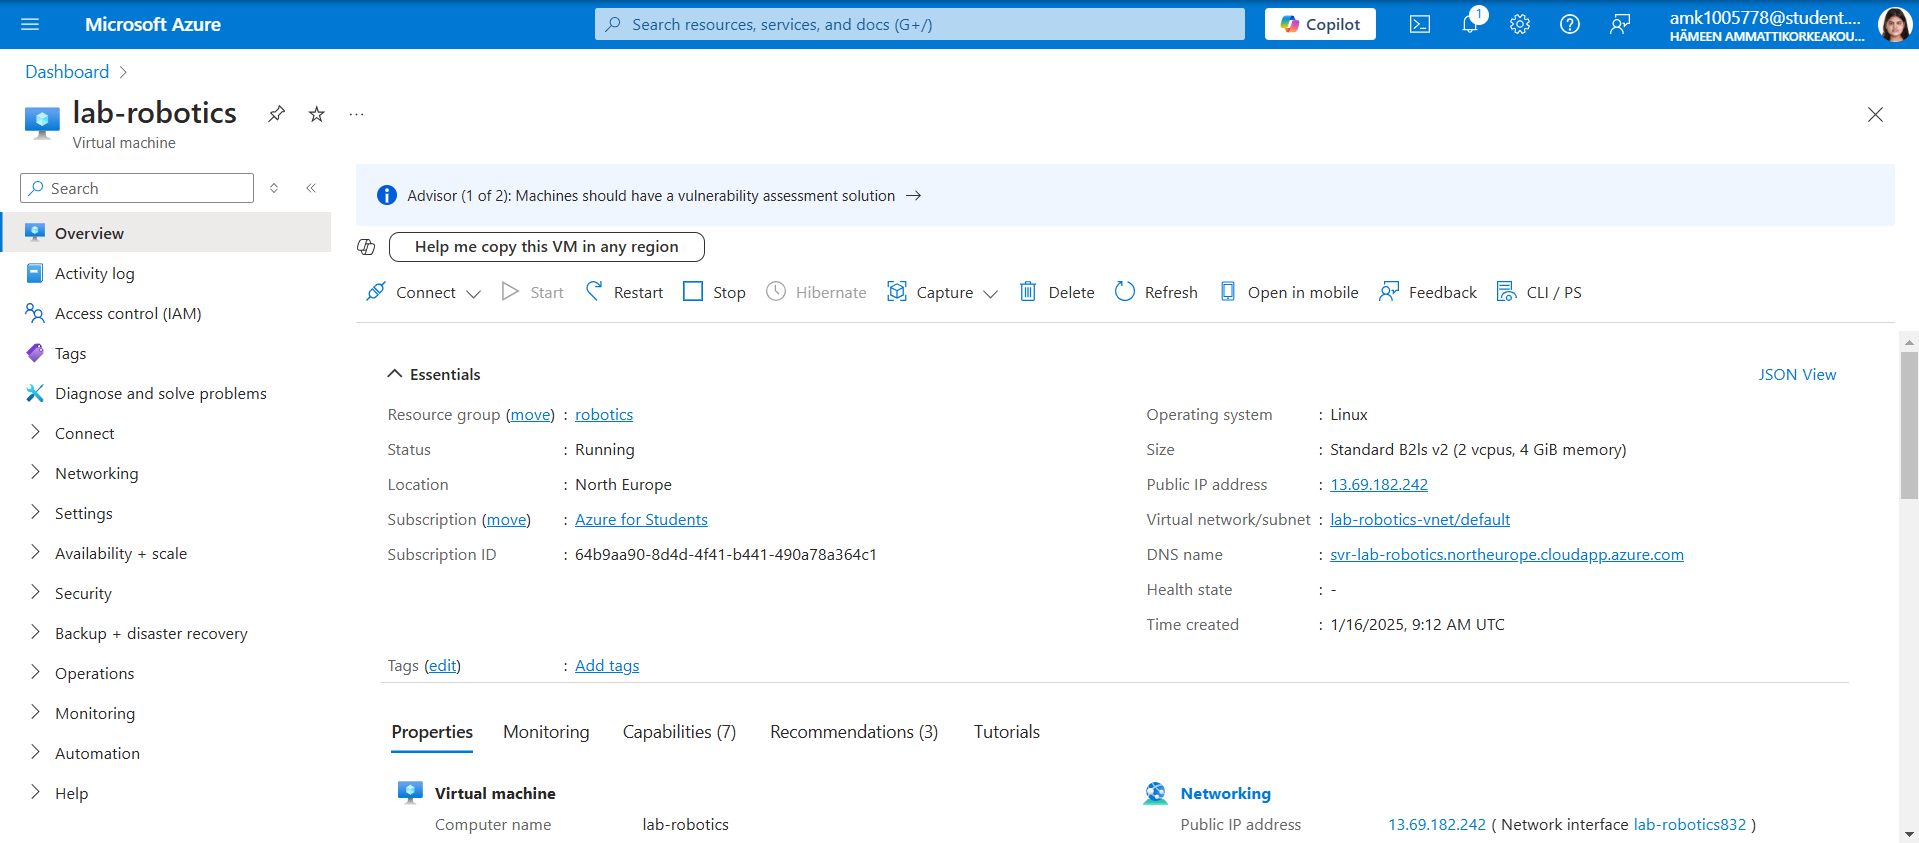 Microsoft Azure
Search resources, services, and docs (G+/)
Copilot
1
amk1005778@student....
HÄMEEN AMMATTIKORKEAKOU...
Dashboard
lab-robotics
Virtual machine
Search
Overview
Activity log
Access control (IAM)
Tags
Diagnose and solve problems
Connect
Networking
Settings
Availability + scale
Security
Backup + disaster recovery
Operations
Monitoring
Automation
Help
Advisor (1 of 2): Machines should have a vulnerability assessment solution →
Help me copy this VM in any region
Connect Start Restart Stop Hibernate Capture Delete Refresh Open in mobile Feedback CLI / PS
Essentials
JSON View
Resource group (move) : robotics
Status : Running
Location : North Europe
Subscription (move) : Azure for Students
Subscription ID : 64b9aa90-8d4d-4f41-b441-490a78a364c1
Operating system : Linux
Size : Standard B2ls v2 (2 vcpus, 4 GiB memory)
Public IP address : 13.69.182.242
Virtual network/subnet : lab-robotics-vnet/default
DNS name : svr-lab-robotics.northeurope.cloudapp.azure.com
Health state : -
Time created : 1/16/2025, 9:12 AM UTC
Tags (edit) : Add tags
Properties Monitoring Capabilities (7) Recommendations (3) Tutorials
Virtual machine
Computer name lab-robotics
Networking
Public IP address 13.69.182.242 ( Network interface lab-robotics832 )